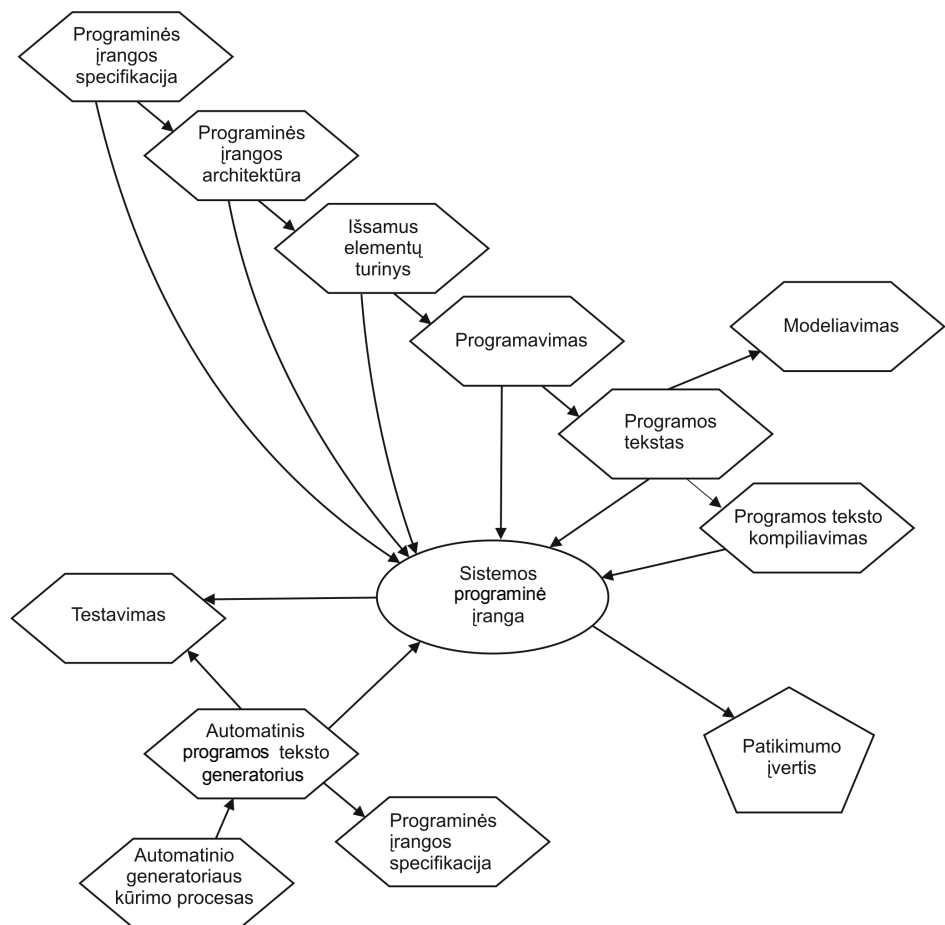 Programinės
įrangos
specifikacija
Programinės
įrangos
architektūra
Išsamus
elementų
turinys
Programavimas
Modeliavimas
Programos
tekstas
Programos teksto
kompiliavimas
Sistemos
programinė
įranga
Testavimas
Automatinis
programos teksto
generatorius
Patikimumo
įvertis
Programinės
įrangos
specifikacija
Automatinio
generatoriaus
kūrimo procesas